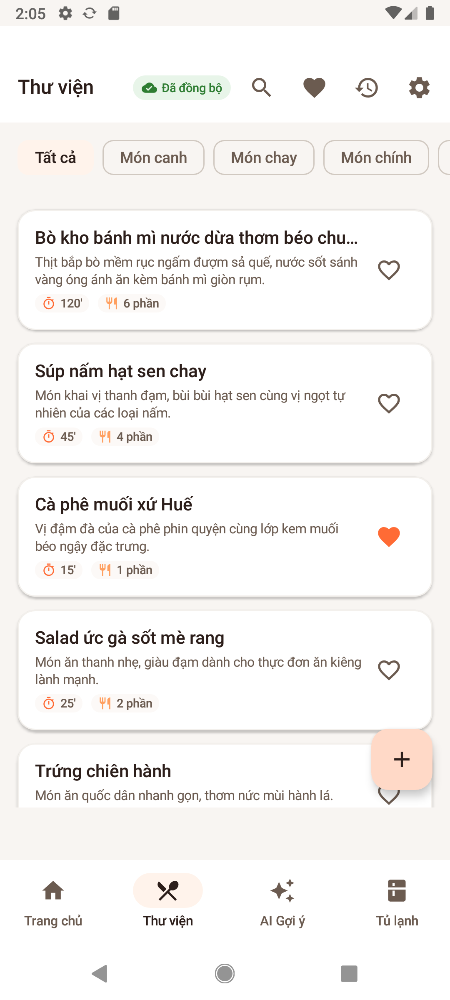 2:05
Thư viện
Đã đồng bộ
Tất cả
Món canh
Món chay
Món chính
Bò kho bánh mì nước dừa thơm béo chu...
Thịt bắp bò mềm rục ngấm đượm sả quế, nước sốt sánh
vàng óng ánh ăn kèm bánh mì giòn rụm.
120'
6 phần
Súp nấm hạt sen chay
Món khai vị thanh đạm, bùi bùi hạt sen cùng vị ngọt tự
nhiên của các loại nấm.
45'
4 phần
Cà phê muối xứ Huế
Vị đậm đà của cà phê phin quyện cùng lớp kem muối
béo ngậy đặc trưng.
15'
1 phần
Salad ức gà sốt mè rang
Món ăn thanh nhẹ, giàu đạm dành cho thực đơn ăn kiêng
lành mạnh.
25'
2 phần
Trứng chiên hành
Món ăn quốc dân nhanh gọn, thơm nức mùi hành lá.
Trang chủ
Thư viện
AI Gợi ý
Tủ lạnh